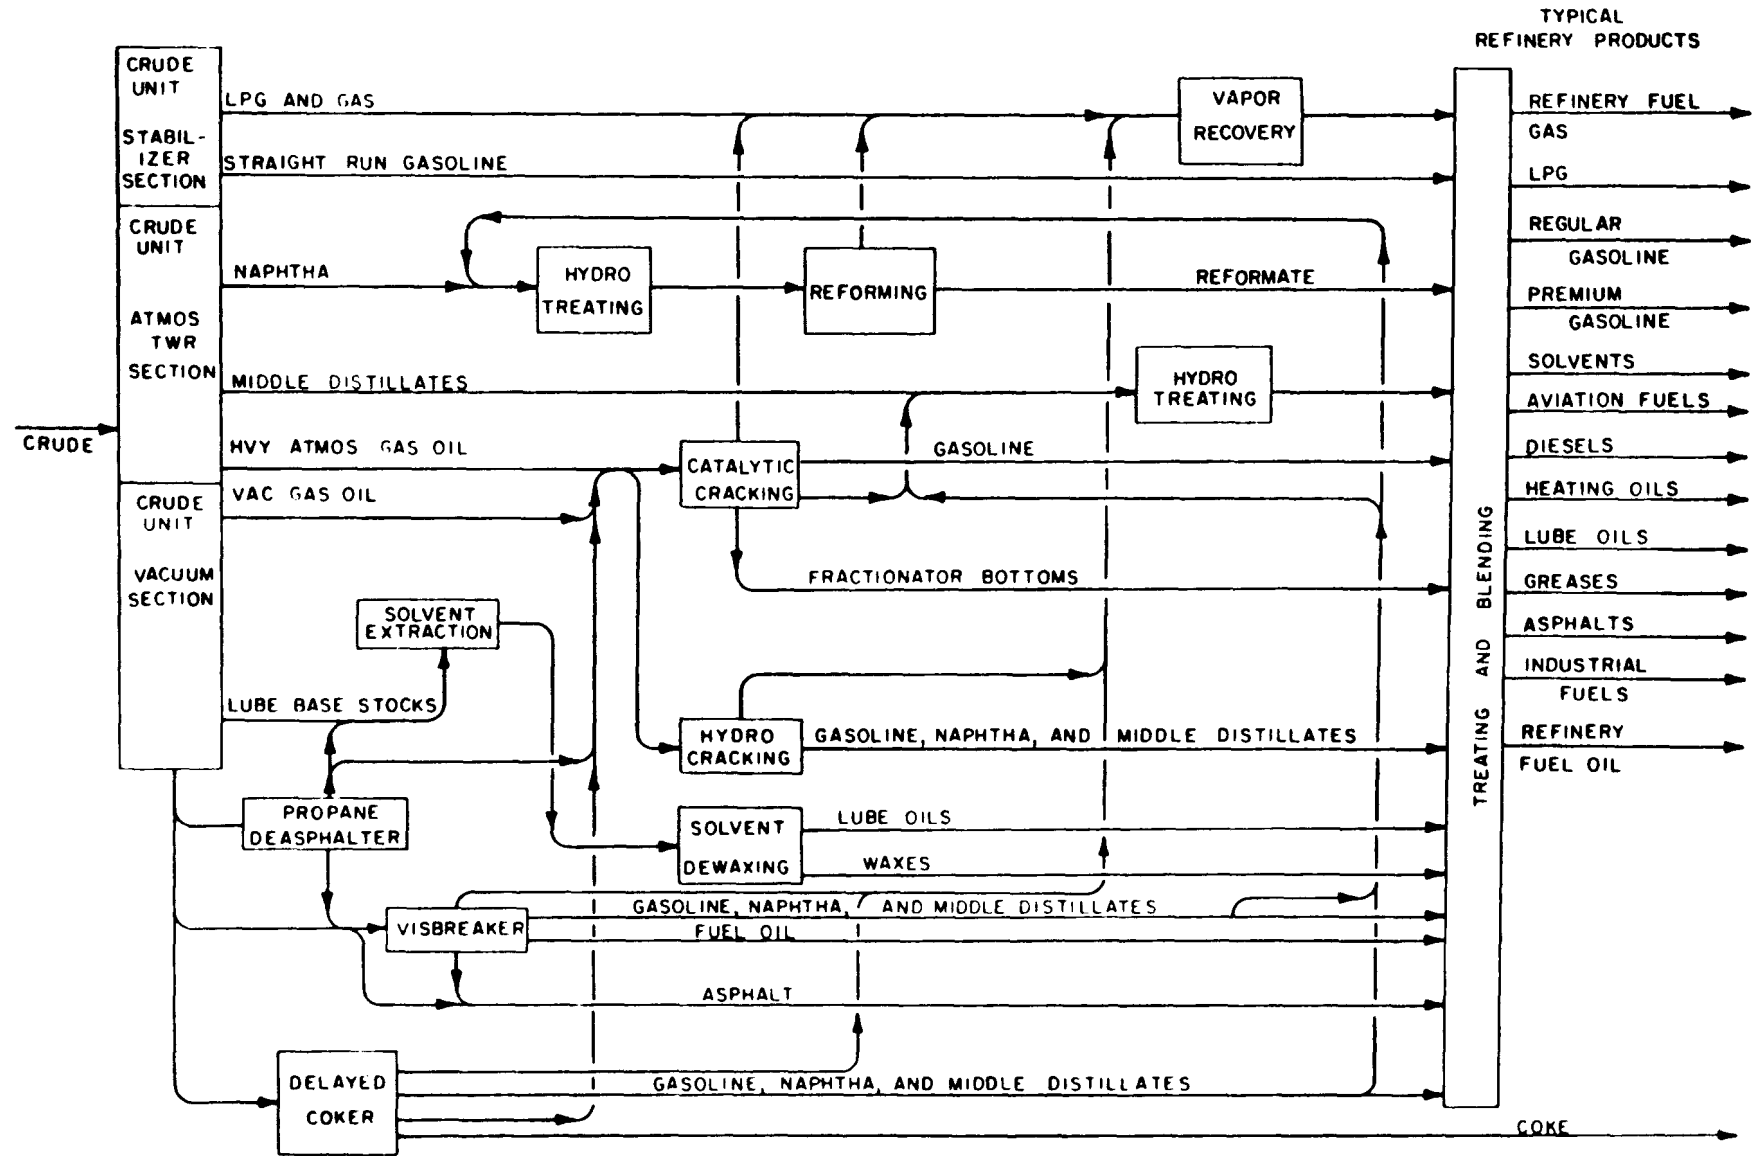 TYPICAL
REFINERY PRODUCTS
CRUDE
UNIT
STABIL-
IZER
SECTION
CRUDE
UNIT
ATMOS
TWR
SECTION
CRUDE
UNIT
VACUUM
SECTION
CRUDE
LPG AND GAS
STRAIGHT RUN GASOLINE
NAPHTHA
MIDDLE DISTILLATES
HVY ATMOS GAS OIL
VAC GAS OIL
LUBE BASE STOCKS
VAPOR
RECOVERY
HYDRO
TREATING
REFORMING
REFORMATE
HYDRO
TREATING
CATALYTIC
CRACKING
GASOLINE
FRACTIONATOR BOTTOMS
SOLVENT
EXTRACTION
HYDRO
CRACKING
GASOLINE, NAPHTHA, AND MIDDLE DISTILLATES
PROPANE
DEASPHALTER
SOLVENT
DEWAXING
LUBE OILS
WAXES
VISBREAKER
GASOLINE, NAPHTHA, AND MIDDLE DISTILLATES
FUEL OIL
ASPHALT
DELAYED
COKER
GASOLINE, NAPHTHA, AND MIDDLE DISTILLATES
TREATING AND BLENDING
REFINERY FUEL
GAS
LPG
REGULAR
GASOLINE
PREMIUM
GASOLINE
SOLVENTS
AVIATION FUELS
DIESELS
HEATING OILS
LUBE OILS
GREASES
ASPHALTS
INDUSTRIAL
FUELS
REFINERY
FUEL OIL
COKE